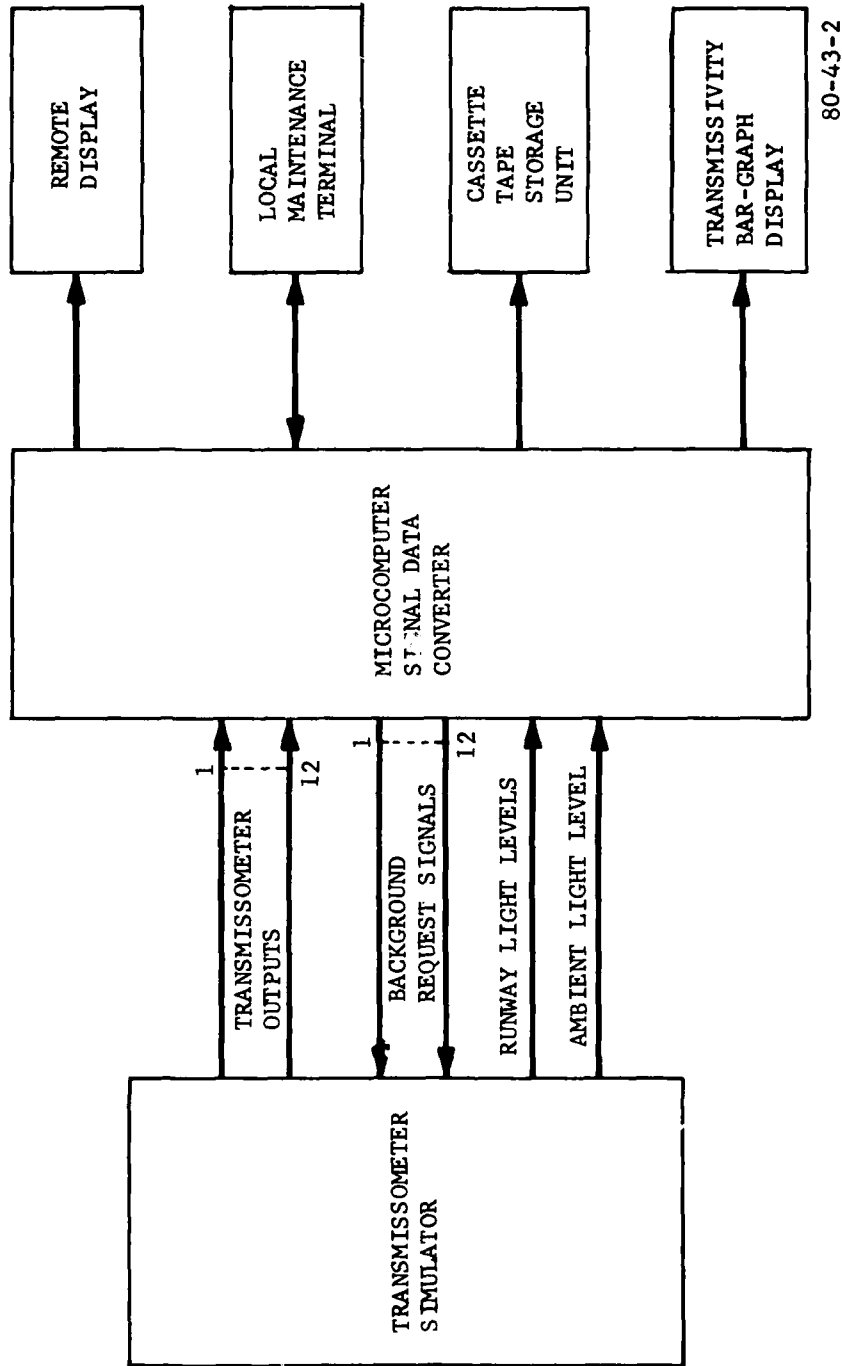 TRANSMISSOMETER
SIMULATOR
TRANSMISSOMETER
OUTPUTS
1
12
BACKGROUND
REQUEST SIGNALS
1
12
RUNWAY LIGHT LEVELS
AMBIENT LIGHT LEVEL
MICROCOMPUTER
SIGNAL DATA
CONVERTER
REMOTE
DISPLAY
LOCAL
MAINTENANCE
TERMINAL
CASSETTE
TAPE
STORAGE
UNIT
TRANSMISSIVITY
BAR-GRAPH
DISPLAY
80-43-2